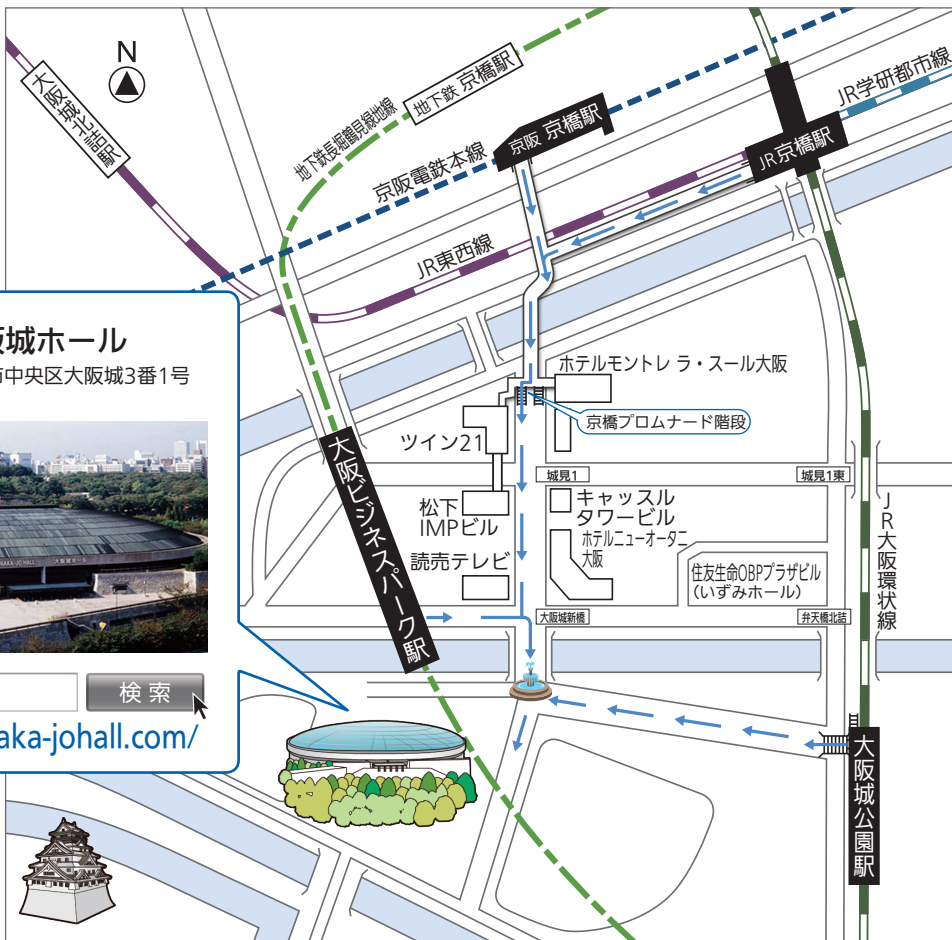 N
大阪城北詰駅
地下鉄 京橋駅
地下鉄長堀鶴見緑地線
京阪 京橋駅
京阪電鉄本線
JR学研都市線
JR京橋駅
JR東西線
阪城ホール
市中央区大阪城3番1号
OSAKA-JO HALL 大阪城ホール
検 索
aka-johall.com/
ホテルモントレ ラ・スール大阪
京橋プロムナード階段
ツイン21
城見1
城見1東
大阪ビジネスパーク駅
松下
IMPビル
キャッスル
タワービル
ホテルニューオータニ
大阪
読売テレビ
住友生命OBPプラザビル
(いずみホール)
JR大阪環状線
大阪城新橋
弁天橋北詰
大阪城公園駅